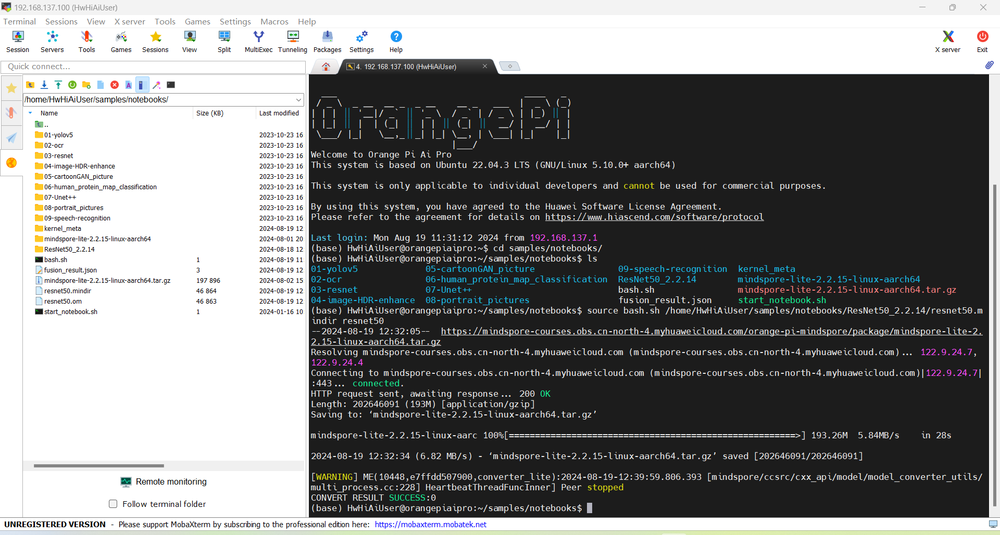 192.168.137.100 (HwHiAiUser)
Terminal Sessions View X server Tools Games Settings Macros Help
Session Servers Tools Games Sessions View Split MultiExec Tunneling Packages Settings Help X server Exit
Quick connect...
4. 192.168.137.100 (HwHiAiUser)
/home/HwHiAiUser/samples/notebooks/
Name Size (KB) Last modified
..
01-yolov5 2023-10-23 16
02-ocr 2023-10-23 16
03-resnet 2023-10-23 16
04-image-HDR-enhance 2023-10-23 16
05-cartoonGAN_picture 2023-10-23 16
06-human_protein_map_classification 2023-10-23 16
07-Unet++ 2023-10-23 16
08-portrait_pictures 2023-10-23 16
09-speech-recognition 2023-10-23 16
kernel_meta 2024-08-19 12
mindspore-lite-2.2.15-linux-aarch64 2024-08-01 20
ResNet50_2.2.14 2024-08-18 12
bash.sh 1 2024-08-19 11
fusion_result.json 3 2024-08-19 12
mindspore-lite-2.2.15-linux-aarch64.tar.gz 197 896 2024-08-02 15
resnet50.mindir 46 864 2024-08-19 12
resnet50.om 46 863 2024-08-19 12
start_notebook.sh 1 2024-01-16 10
Remote monitoring
Follow terminal folder
OrangePi
Welcome to Orange Pi Ai Pro
This system is based on Ubuntu 22.04.3 LTS (GNU/Linux 5.10.0+ aarch64)
This system is only applicable to individual developers and cannot be used for commercial purposes.
By using this system, you have agreed to the Huawei Software License Agreement.
Please refer to the agreement for details on https://www.hiascend.com/software/protocol
Last login: Mon Aug 19 11:31:12 2024 from 192.168.137.1
(base) HwHiAiUser@orangepiaipro:~$ cd samples/notebooks/
(base) HwHiAiUser@orangepiaipro:~/samples/notebooks$ ls
01-yolov5 05-cartoonGAN_picture 09-speech-recognition kernel_meta
02-ocr 06-human_protein_map_classification ResNet50_2.2.14 mindspore-lite-2.2.15-linux-aarch64
03-resnet 07-Unet++ bash.sh mindspore-lite-2.2.15-linux-aarch64.tar.gz
04-image-HDR-enhance 08-portrait_pictures fusion_result.json start_notebook.sh
(base) HwHiAiUser@orangepiaipro:~/samples/notebooks$ source bash.sh /home/HwHiAiUser/samples/notebooks/ResNet50_2.2.14/resnet50.m
indir resnet50
--2024-08-19 12:32:05-- https://mindspore-courses.obs.cn-north-4.myhuaweicloud.com/orange-pi-mindspore/package/mindspore-lite-2.
2.15-linux-aarch64.tar.gz
Resolving mindspore-courses.obs.cn-north-4.myhuaweicloud.com (mindspore-courses.obs.cn-north-4.myhuaweicloud.com)... 122.9.24.7,
122.9.24.4
Connecting to mindspore-courses.obs.cn-north-4.myhuaweicloud.com (mindspore-courses.obs.cn-north-4.myhuaweicloud.com)|122.9.24.7|
:443... connected.
HTTP request sent, awaiting response... 200 OK
Length: 202646091 (193M) [application/gzip]
Saving to: ‘mindspore-lite-2.2.15-linux-aarch64.tar.gz’
mindspore-lite-2.2.15-linux-aarc 100%[=======================================================>] 193.26M 5.84MB/s in 28s
2024-08-19 12:32:34 (6.82 MB/s) - ‘mindspore-lite-2.2.15-linux-aarch64.tar.gz’ saved [202646091/202646091]
[WARNING] ME(10448,e7ffdd507900,converter_lite):2024-08-19-12:39:59.806.393 [mindspore/ccsrc/cxx_api/model/model_converter_utils/
multi_process.cc:228] HeartbeatThreadFuncInner] Peer stopped
CONVERT RESULT SUCCESS:0
(base) HwHiAiUser@orangepiaipro:~/samples/notebooks$
UNREGISTERED VERSION - Please support MobaXterm by subscribing to the professional edition here: https://mobaxterm.mobatek.net